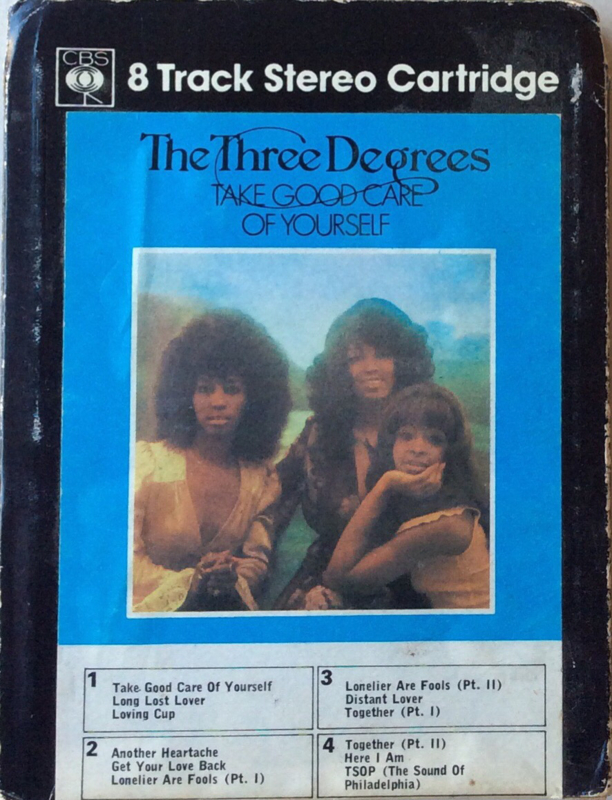 CBS
8 Track Stereo Cartridge
The Three Degrees
TAKE GOOD CARE
OF YOURSELF
1
Take Good Care Of Yourself
Long Lost Lover
Loving Cup
2
Another Heartache
Get Your Love Back
Lonelier Are Fools (Pt. I)
3
Lonelier Are Fools (Pt. II)
Distant Lover
Together (Pt. I)
4
Together (Pt. II)
Here I Am
TSOP (The Sound Of
Philadelphia)